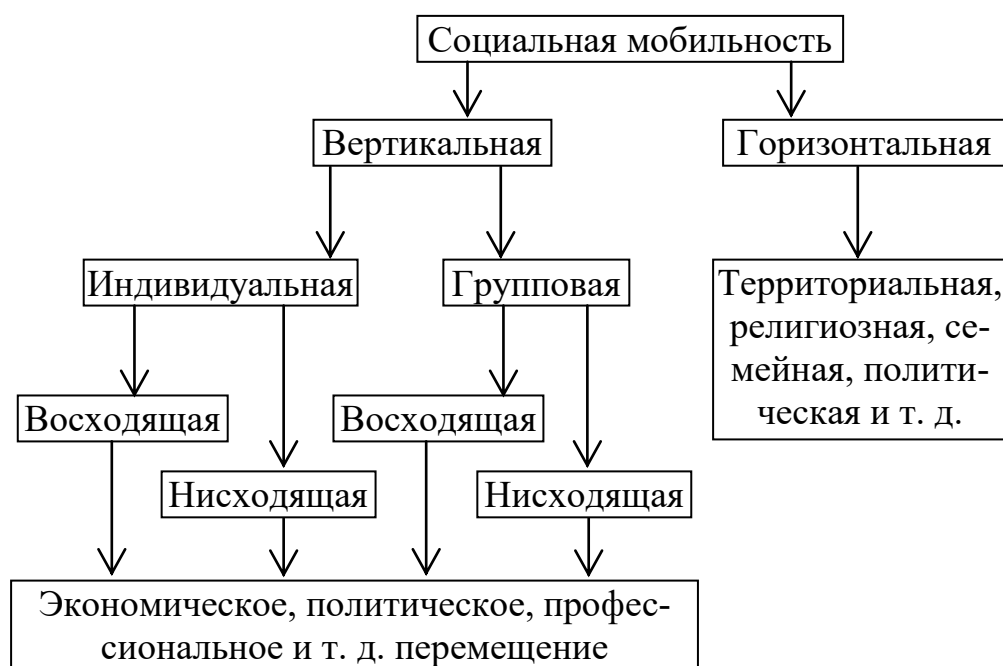 Социальная мобильность
Вертикальная
Горизонтальная
Индивидуальная
Групповая
Территориальная,
религиозная, се-
мейная, полити-
ческая и т. д.
Восходящая
Восходящая
Нисходящая
Нисходящая
Экономическое, политическое, профес-
сиональное и т. д. перемещение